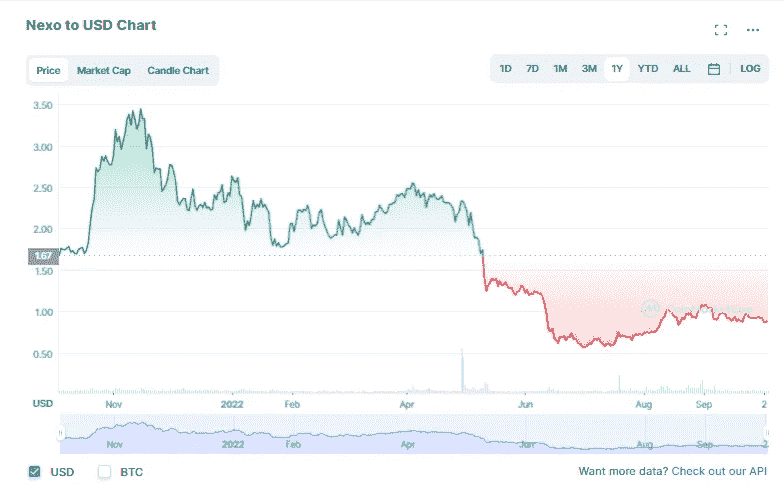 Nexo to USD Chart
Price Market Cap Candle Chart
1D 7D 1M 3M 1Y YTD ALL LOG
3.50
3.00
2.50
2.00
1.50
1.00
0.50
USD Nov 2022 Feb Apr Jun Aug Sep 2
Nov 2022 Feb Apr Jun Aug Sep 2
USD BTC
Want more data? Check out our API